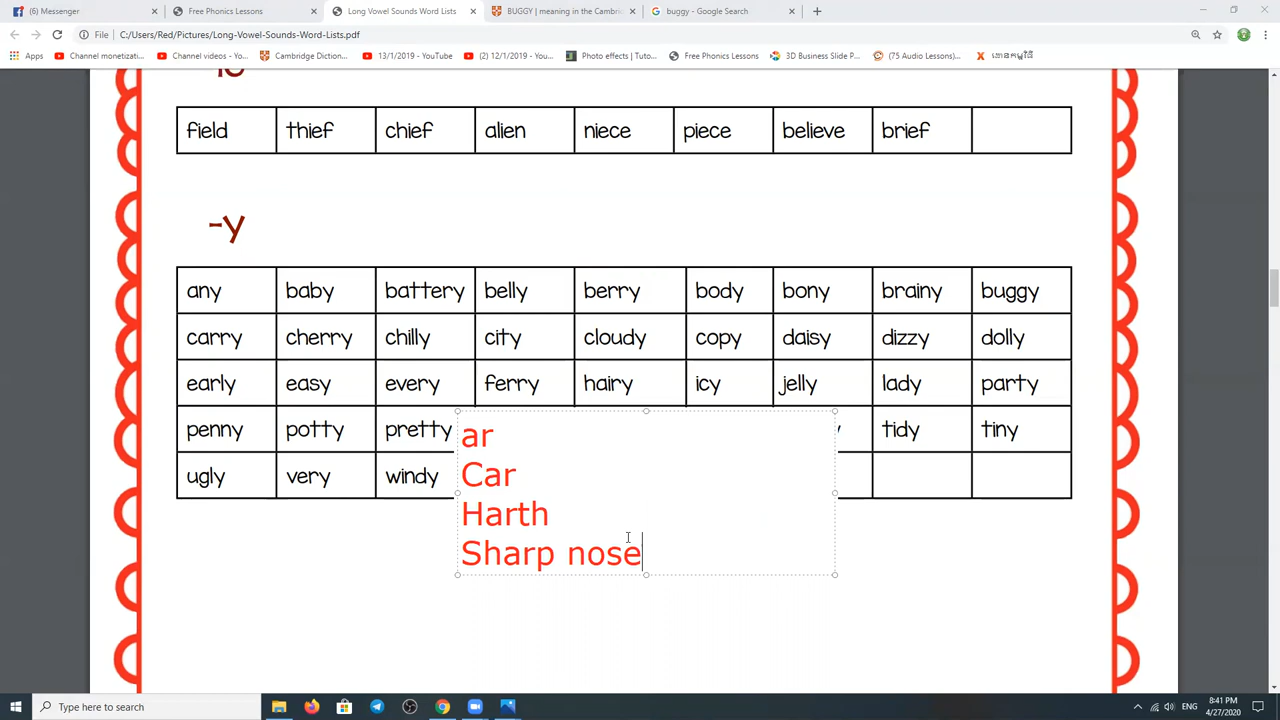 (6) Messenger
Free Phonics Lessons
Long Vowel Sounds Word Lists
BUGGY | meaning in the Cambri
buggy - Google Search
File | C:/Users/Red/Pictures/Long-Vowel-Sounds-Word-Lists.pdf
Apps
Channel monetizati...
Channel videos - Yo...
Cambridge Diction...
13/1/2019 - YouTube
(2) 12/1/2019 - You...
Photo effects | Tuto...
Free Phonics Lessons
3D Business Slide P...
(75 Audio Lessons)...
field thief chief alien niece piece believe brief
-y
any baby battery belly berry body bony brainy buggy
carry cherry chilly city cloudy copy daisy dizzy dolly
early easy every ferry hairy icy jelly lady party
penny potty pretty tidy tiny
ugly very windy
ar
Car
Harth
Sharp nose
Type here to search
ENG
8:41 PM
4/27/2020